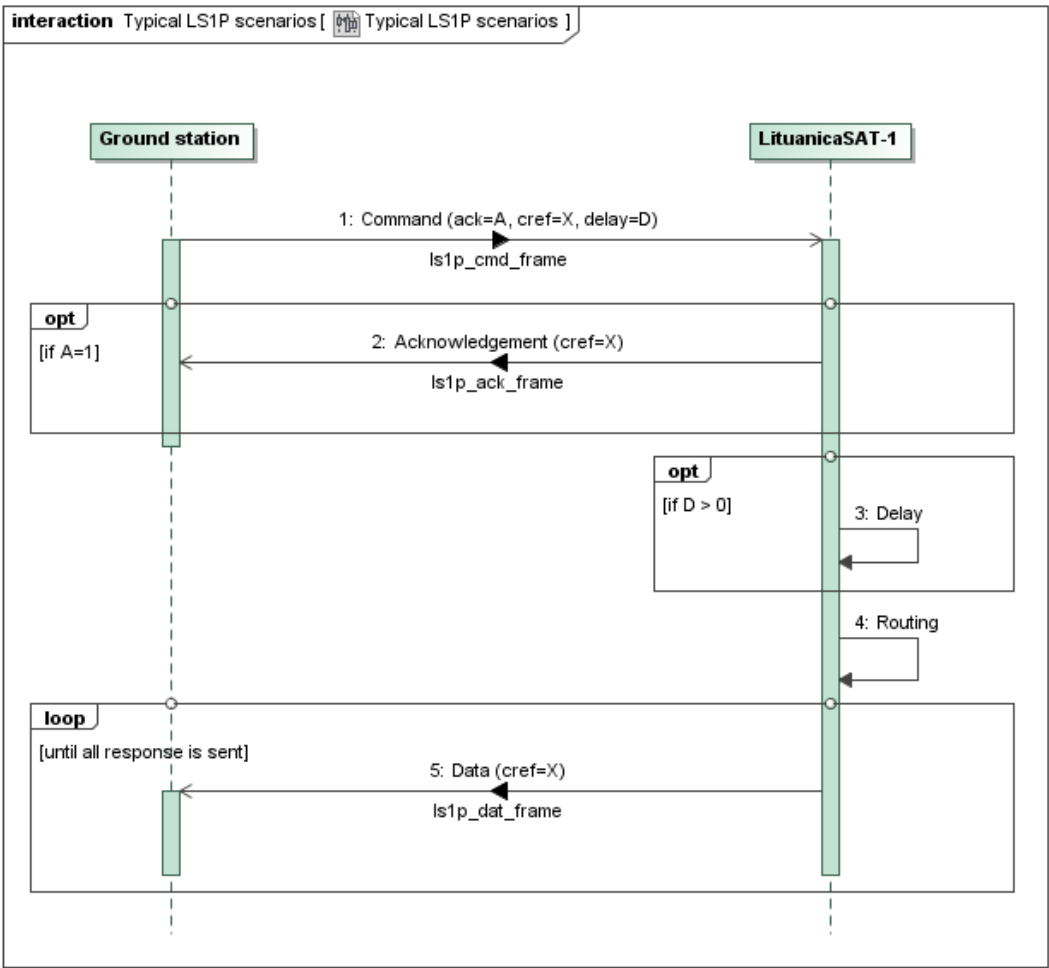 interaction Typical LS1P scenarios [ Typical LS1P scenarios ]
Ground station
LituanicaSAT-1
1: Command (ack=A, cref=X, delay=D)
ls1p_cmd_frame
opt
[if A=1]
2: Acknowledgement (cref=X)
ls1p_ack_frame
opt
[if D > 0]
3: Delay
4: Routing
loop
[until all response is sent]
5: Data (cref=X)
ls1p_dat_frame